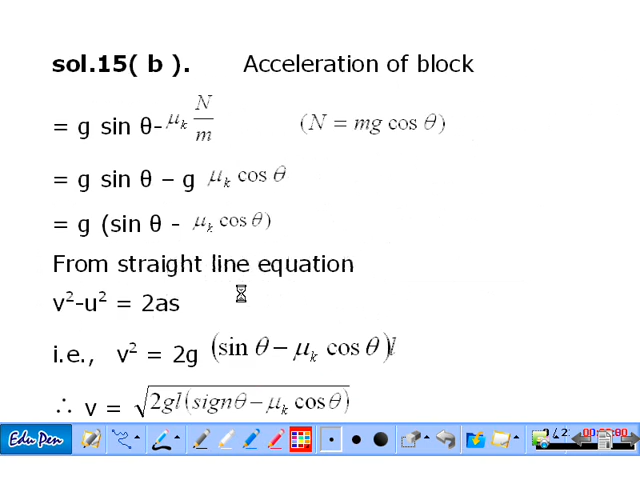 sol.15( b ). Acceleration of block
= g sin θ- μk N/m (N = mg cos θ)
= g sin θ – g μk cos θ
= g (sin θ - μk cos θ)
From straight line equation
v²-u² = 2as
i.e., v² = 2g (sin θ − μk cos θ)l
∴ v = √2gl(signθ − μk cosθ)
Edu Pen